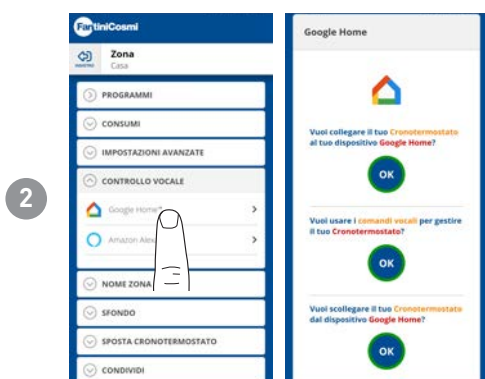 FantiniCosmi
INDIETRO
Zona
Casa
PROGRAMMI
CONSUMI
IMPOSTAZIONI AVANZATE
CONTROLLO VOCALE
Google Home
Amazon
NOME ZONA
SFONDO
SPOSTA CRONOTERMOSTATO
CONDIVIDI
2
Google Home
Vuoi collegare il tuo Cronotermostato
al tuo dispositivo Google Home?
OK
Vuoi usare i comandi vocali per gestire
il tuo Cronotermostato?
OK
Vuoi scollegare il tuo Cronotermostato
dal dispositivo Google Home?
OK